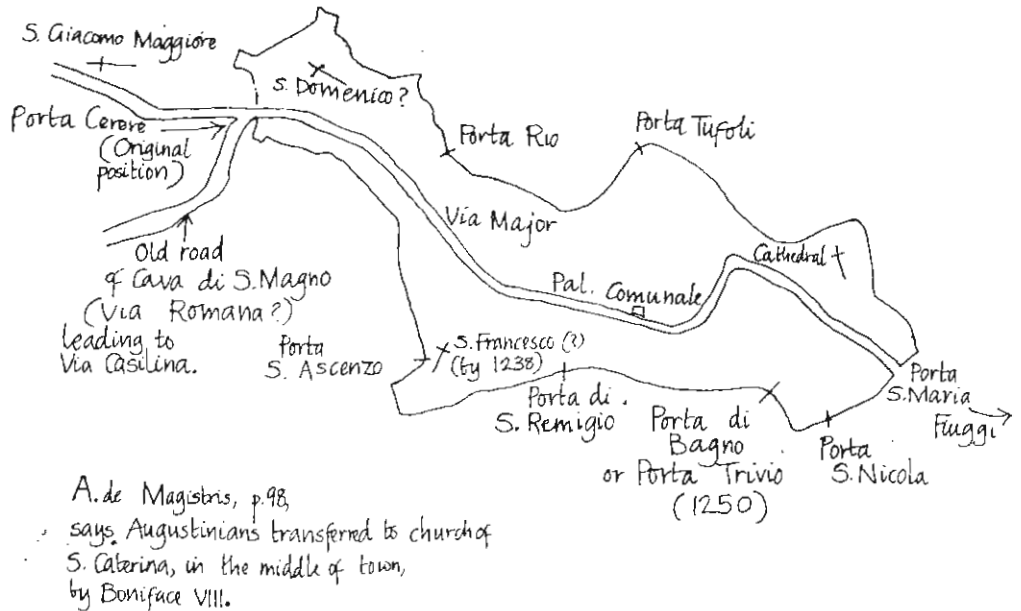 S. Giacomo Maggiore
S. Domenico?
Porta Cerere
(Original
position)
Porta Rio
Porta Tufoli
Via Major
Old road
of Cava di S. Magno
(Via Romana?)
leading to
Via Casilina.
Cathedral
Pal. Comunale
Porta
S. Ascenzo
S. Francesco (?)
(by 1238)
Porta di
S. Remigio
Porta di
Bagno
or Porta Trivio
(1250)
Porta
S. Nicola
Porta
S. Maria
Fiuggi
A. de Magistris, p. 98,
says Augustinians transferred to church of
S. Caterina, in the middle of town,
by Boniface VIII.